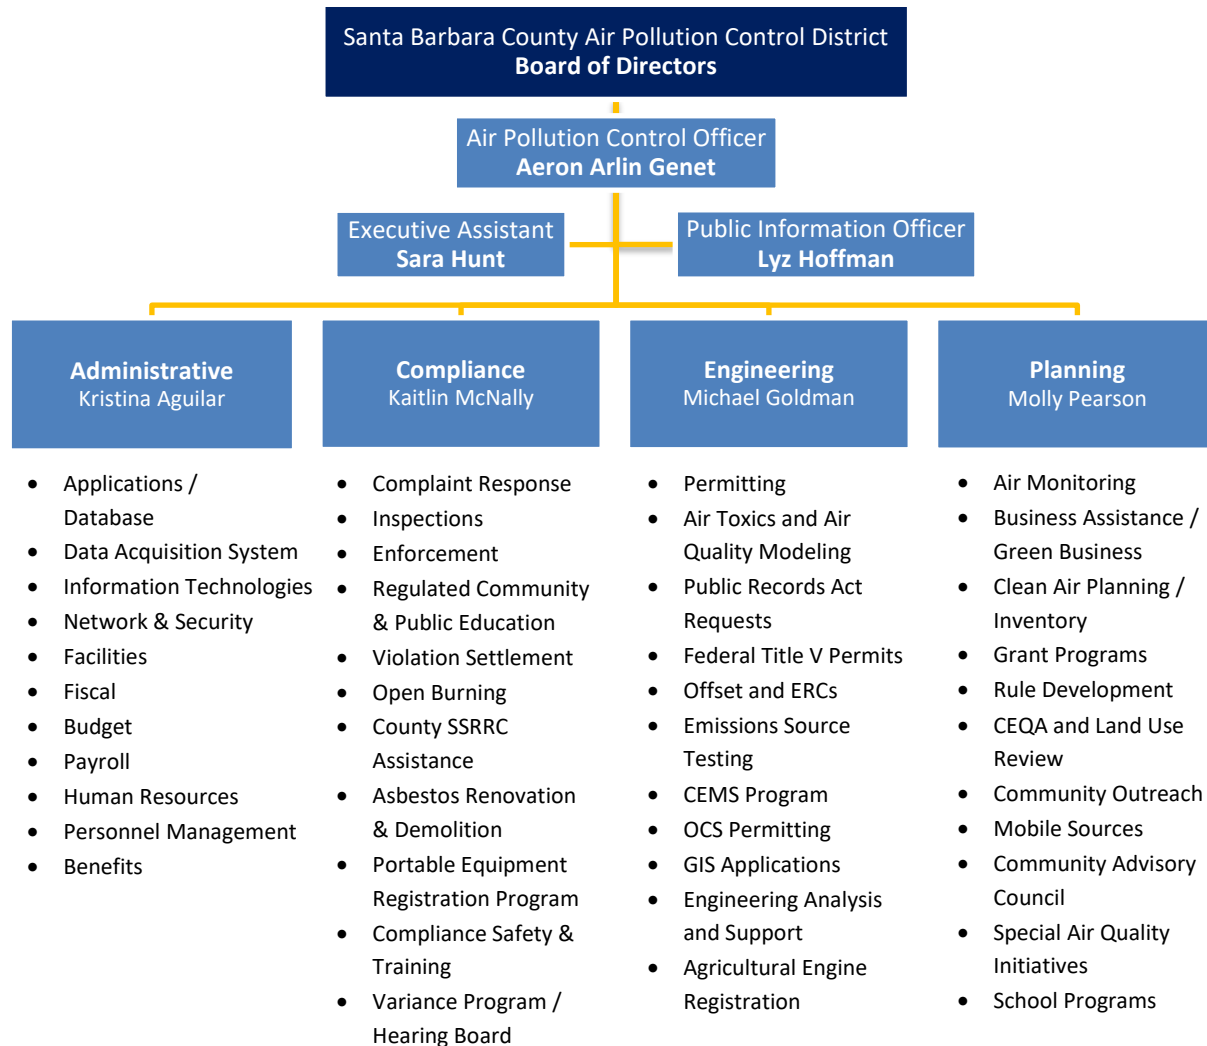 Santa Barbara County Air Pollution Control District
Board of Directors
Air Pollution Control Officer
Aeron Arlin Genet
Executive Assistant
Sara Hunt
Public Information Officer
Lyz Hoffman
Administrative
Kristina Aguilar
• Applications /
Database
• Data Acquisition System
• Information Technologies
• Network & Security
• Facilities
• Fiscal
• Budget
• Payroll
• Human Resources
• Personnel Management
• Benefits
Compliance
Kaitlin McNally
• Complaint Response
• Inspections
• Enforcement
• Regulated Community
& Public Education
• Violation Settlement
• Open Burning
• County SSRRC
Assistance
• Asbestos Renovation
& Demolition
• Portable Equipment
Registration Program
• Compliance Safety &
Training
• Variance Program /
Hearing Board
Engineering
Michael Goldman
• Permitting
• Air Toxics and Air
Quality Modeling
• Public Records Act
Requests
• Federal Title V Permits
• Offset and ERCs
• Emissions Source
Testing
• CEMS Program
• OCS Permitting
• GIS Applications
• Engineering Analysis
and Support
• Agricultural Engine
Registration
Planning
Molly Pearson
• Air Monitoring
• Business Assistance /
Green Business
• Clean Air Planning /
Inventory
• Grant Programs
• Rule Development
• CEQA and Land Use
Review
• Community Outreach
• Mobile Sources
• Community Advisory
Council
• Special Air Quality
Initiatives
• School Programs